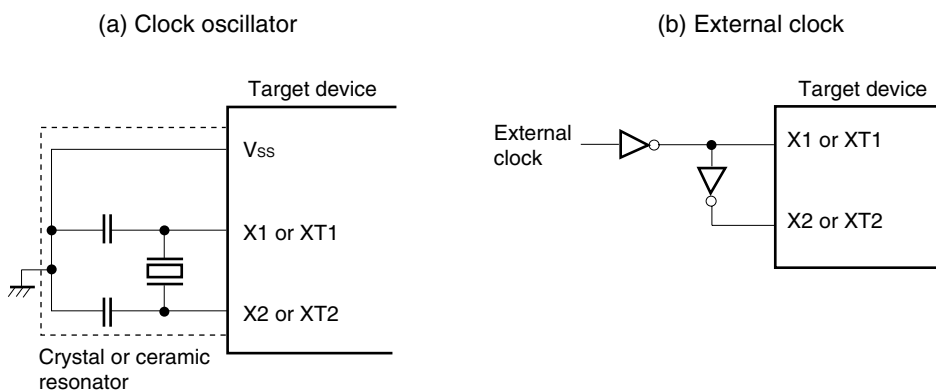 (a) Clock oscillator
Target device
VSS
X1 or XT1
X2 or XT2
Crystal or ceramic
resonator
(b) External clock
Target device
External
clock
X1 or XT1
X2 or XT2